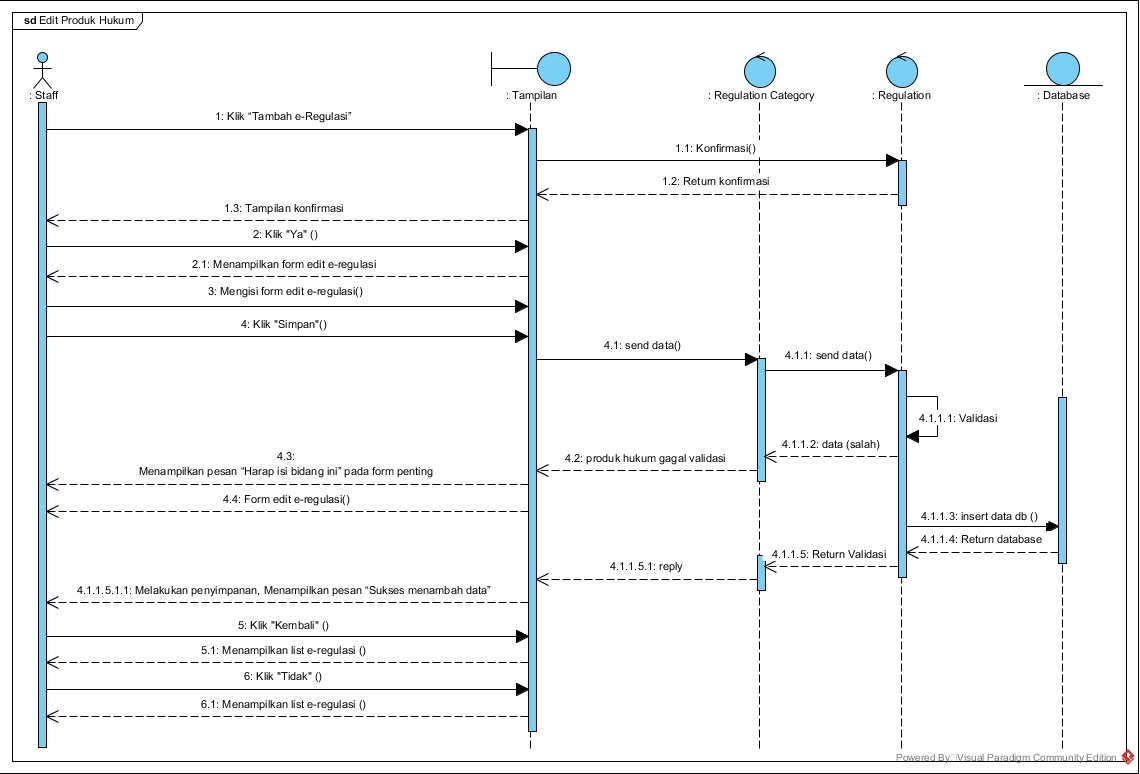 sd Edit Produk Hukum
: Staff
: Tampilan
: Regulation Category
: Regulation
: Database
1: Klik “Tambah e-Regulasi”
1.1: Konfirmasi()
1.2: Return konfirmasi
1.3: Tampilan konfirmasi
2: Klik "Ya" ()
2.1: Menampilkan form edit e-regulasi
3: Mengisi form edit e-regulasi()
4: Klik "Simpan"()
4.1: send data()
4.1.1: send data()
4.1.1.1: Validasi
4.1.1.2: data (salah)
4.2: produk hukum gagal validasi
4.3:
Menampilkan pesan “Harap isi bidang ini” pada form penting
4.4: Form edit e-regulasi()
4.1.1.3: insert data db ()
4.1.1.4: Return database
4.1.1.5: Return Validasi
4.1.1.5.1: reply
4.1.1.5.1.1: Melakukan penyimpanan, Menampilkan pesan “Sukses menambah data”
5: Klik "Kembali" ()
5.1: Menampilkan list e-regulasi ()
6: Klik "Tidak" ()
6.1: Menampilkan list e-regulasi ()
Powered By Visual Paradigm Community Edition